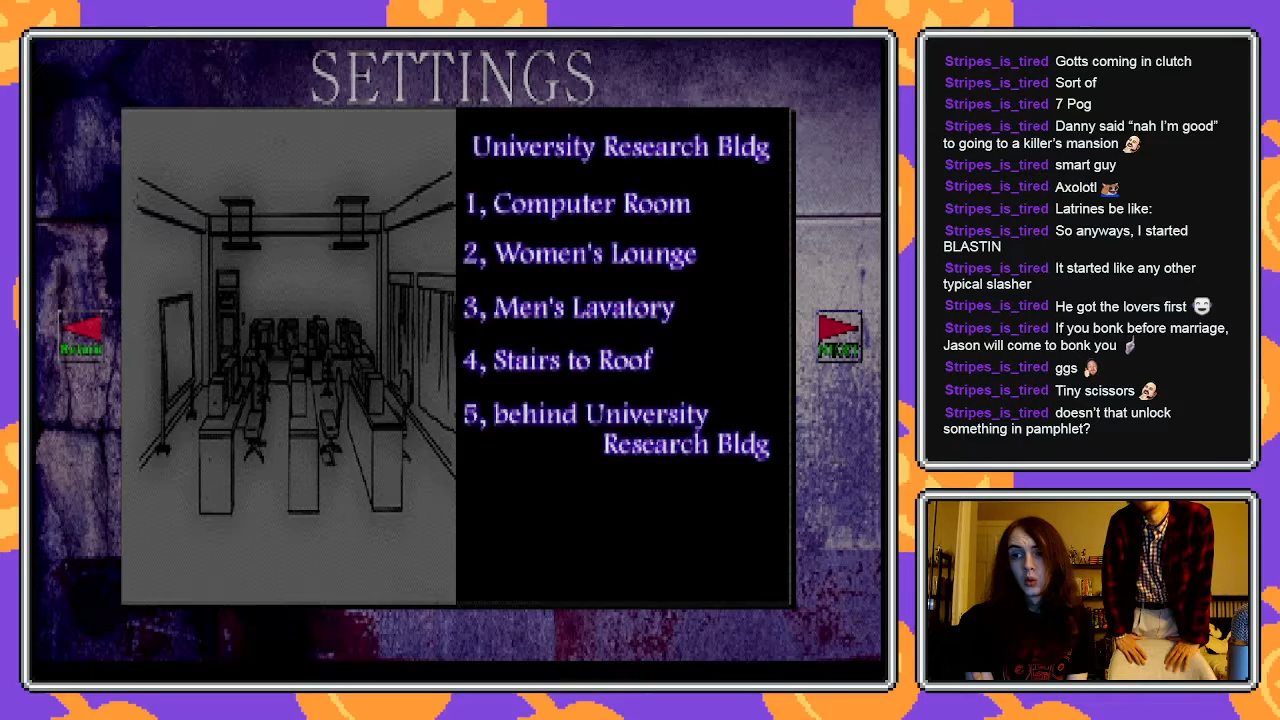 SETTINGS
University Research Bldg
1, Computer Room
2, Women's Lounge
3, Men's Lavatory
4, Stairs to Roof
5, behind University
Research Bldg
Return
NEXT
Stripes_is_tired Gotts coming in clutch
Stripes_is_tired Sort of
Stripes_is_tired 7 Pog
Stripes_is_tired Danny said “nah I’m good”
to going to a killer’s mansion
Stripes_is_tired smart guy
Stripes_is_tired Axolotl
Stripes_is_tired Latrines be like:
Stripes_is_tired So anyways, I started
BLASTIN
Stripes_is_tired It started like any other
typical slasher
Stripes_is_tired He got the lovers first
Stripes_is_tired If you bonk before marriage,
Jason will come to bonk you
Stripes_is_tired ggs
Stripes_is_tired Tiny scissors
Stripes_is_tired doesn’t that unlock
something in pamphlet?